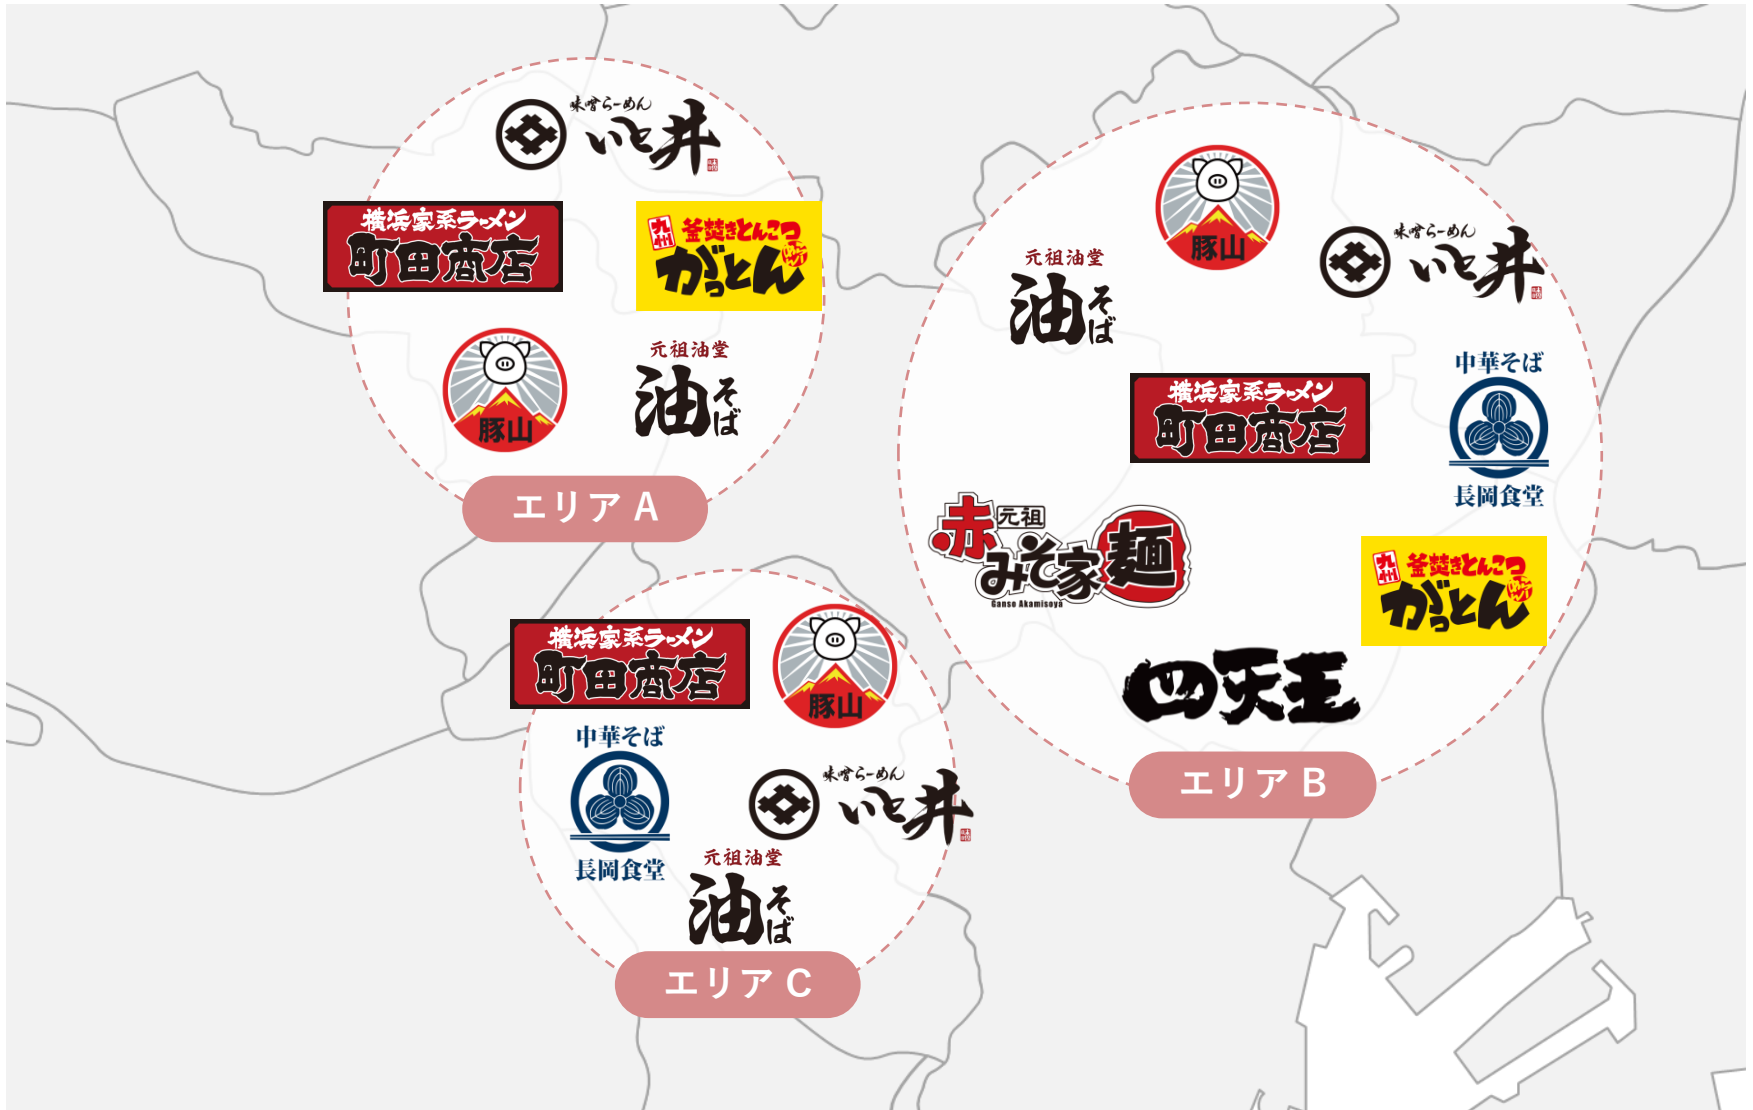 味噌らーめん
いと井
横浜家系ラーメン
町田商店
九州
釜焚きとんこつ
がっとん
豚山
元祖油堂
油そば
エリア A
豚山
味噌らーめん
いと井
元祖油堂
油そば
横浜家系ラーメン
町田商店
中華そば
長岡食堂
元祖
赤みそ家麺
Ganso Akamisoya
九州
釜焚きとんこつ
がっとん
四天王
エリア B
横浜家系ラーメン
町田商店
豚山
中華そば
長岡食堂
味噌らーめん
いと井
元祖油堂
油そば
エリア C